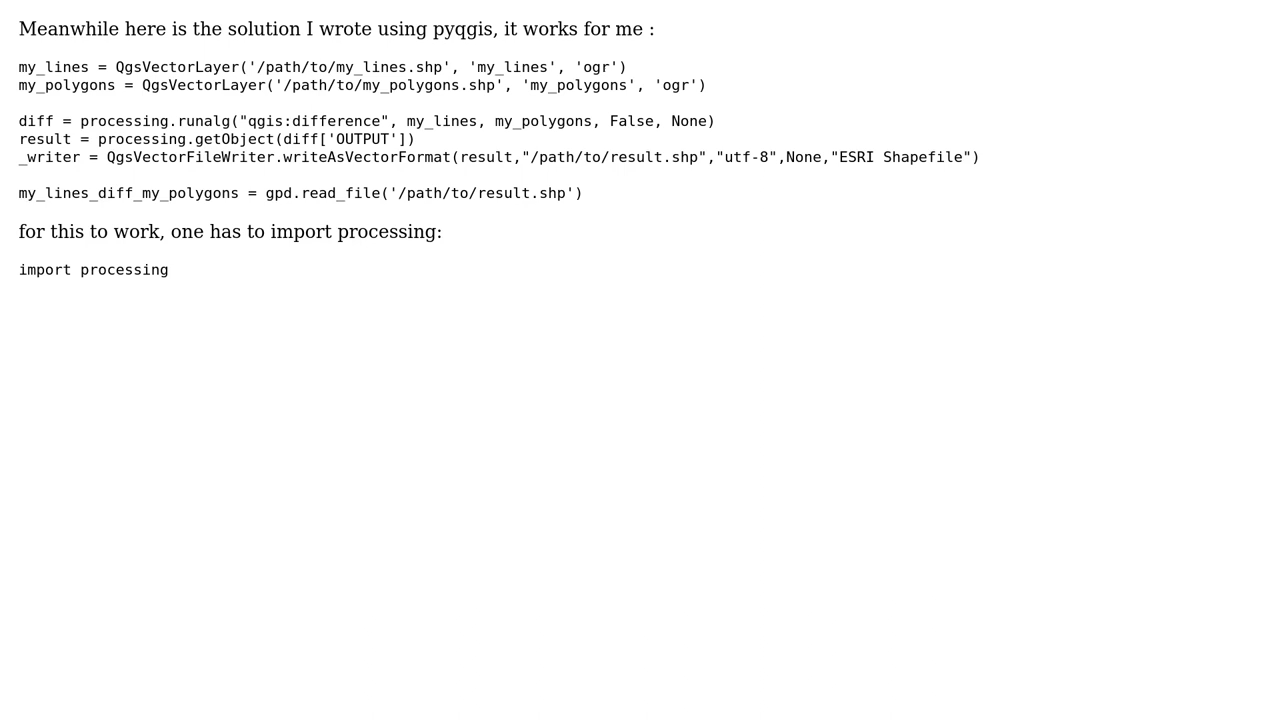 Meanwhile here is the solution I wrote using pyqgis, it works for me :
my_lines = QgsVectorLayer('/path/to/my_lines.shp', 'my_lines', 'ogr')
my_polygons = QgsVectorLayer('/path/to/my_polygons.shp', 'my_polygons', 'ogr')
diff = processing.runalg("qgis:difference", my_lines, my_polygons, False, None)
result = processing.getObject(diff['OUTPUT'])
_writer = QgsVectorFileWriter.writeAsVectorFormat(result,"/path/to/result.shp","utf-8",None,"ESRI Shapefile")
my_lines_diff_my_polygons = gpd.read_file('/path/to/result.shp')
for this to work, one has to import processing:
import processing